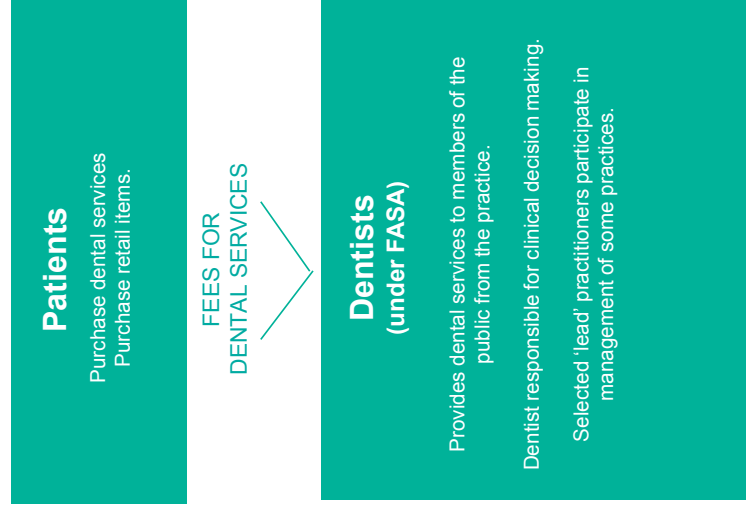 Patients
Purchase dental services
Purchase retail items.
FEES FOR
DENTAL SERVICES
Dentists
(under FASA)
Provides dental services to members of the
public from the practice.
Dentist responsible for clinical decision making.
Selected ‘lead’ practitioners participate in
management of some practices.